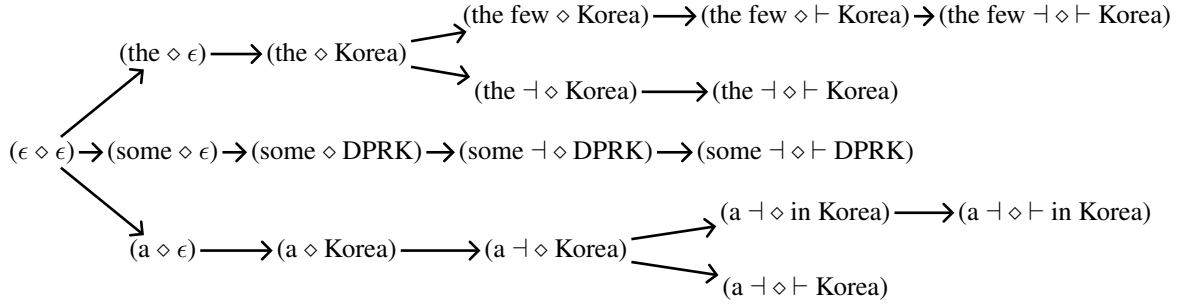 (the few ⋄ Korea) → (the few ⋄ ⊢ Korea) → (the few ⊣ ⋄ ⊢ Korea)
(the ⋄ ϵ) → (the ⋄ Korea)
(the ⊣ ⋄ Korea) → (the ⊣ ⋄ ⊢ Korea)
(ϵ ⋄ ϵ) → (some ⋄ ϵ) → (some ⋄ DPRK) → (some ⊣ ⋄ DPRK) → (some ⊣ ⋄ ⊢ DPRK)
(a ⊣ ⋄ in Korea) → (a ⊣ ⋄ ⊢ in Korea)
(a ⋄ ϵ) → (a ⋄ Korea) → (a ⊣ ⋄ Korea)
(a ⊣ ⋄ ⊢ Korea)